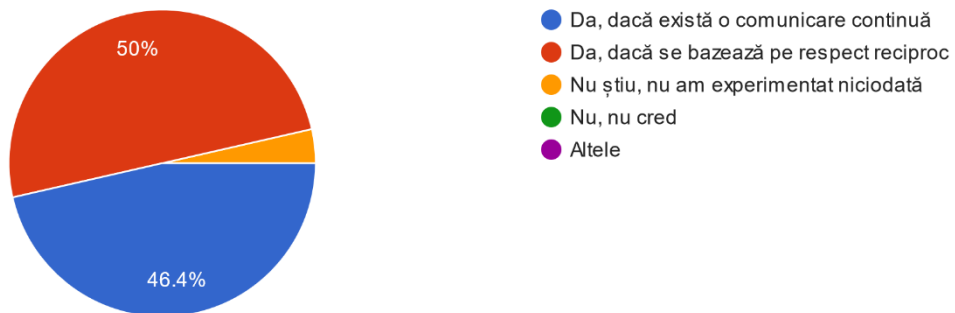 50%
46.4%
Da, dacă există o comunicare continuă
Da, dacă se bazează pe respect reciproc
Nu știu, nu am experimentat niciodată
Nu, nu cred
Altele